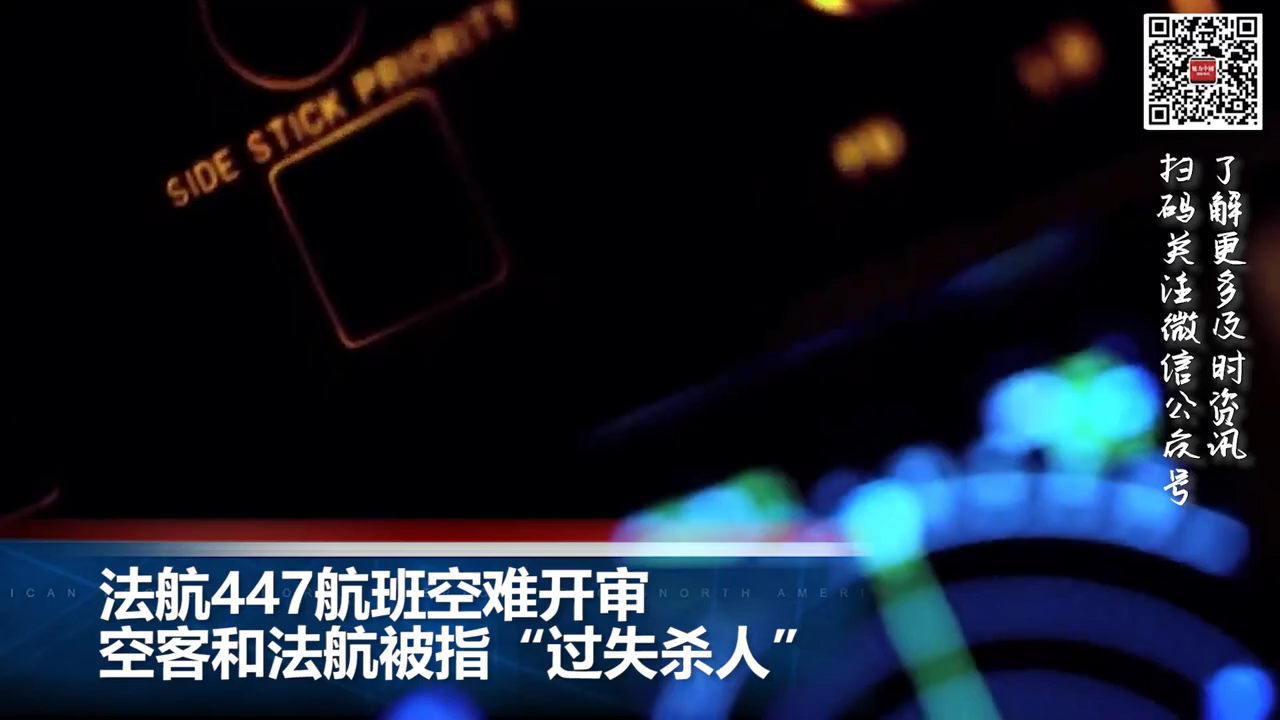 SIDE STICK PRIORITY
了解更多及时资讯
扫码关注微信公众号
ICAN
NORTH AMERI
法航447航班空难开审
空客和法航被指“过失杀人”